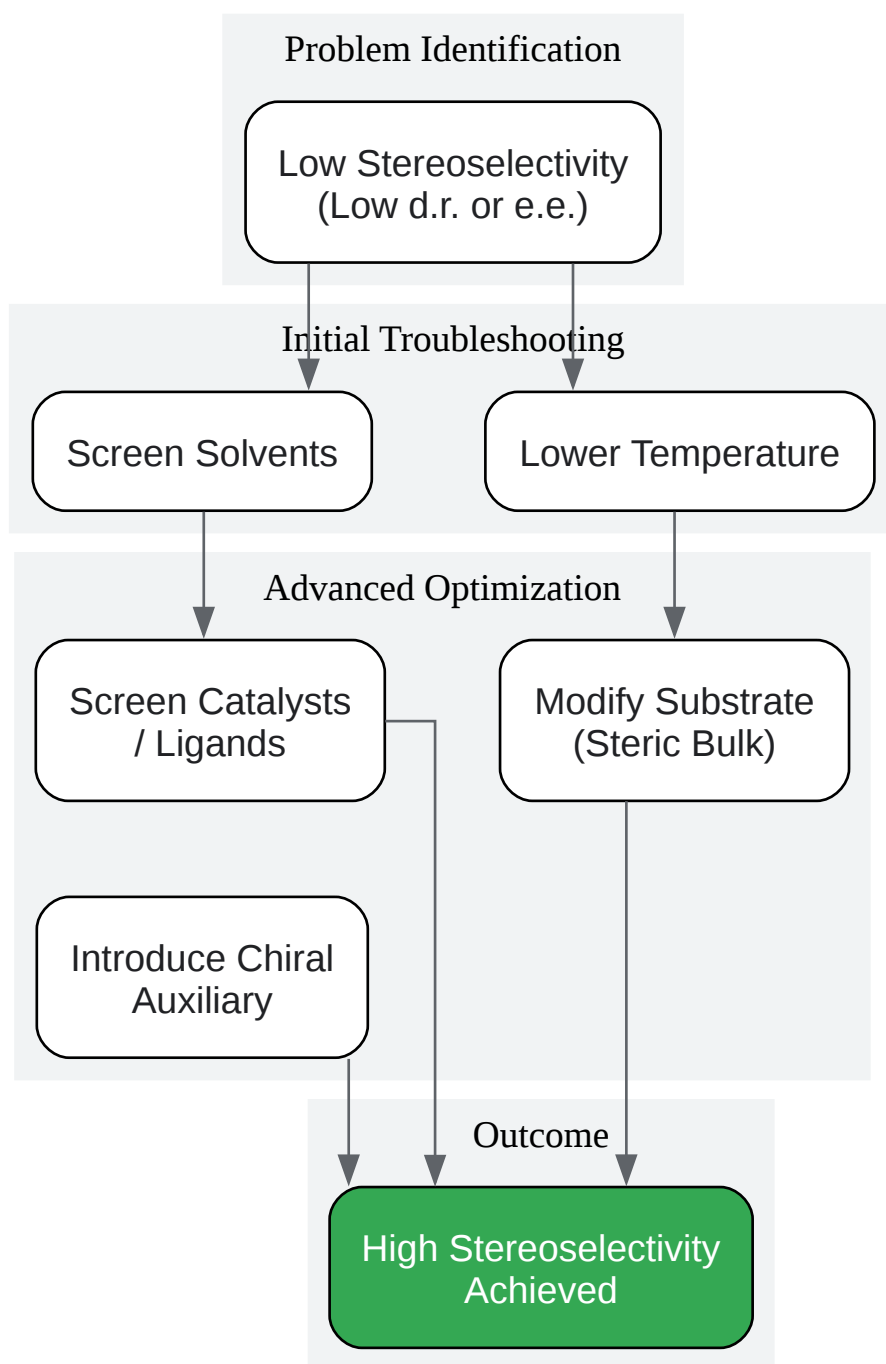 Problem Identification
Low Stereoselectivity
(Low d.r. or e.e.)
Initial Troubleshooting
Screen Solvents
Lower Temperature
Advanced Optimization
Screen Catalysts
/ Ligands
Modify Substrate
(Steric Bulk)
Introduce Chiral
Auxiliary
Outcome
High Stereoselectivity
Achieved